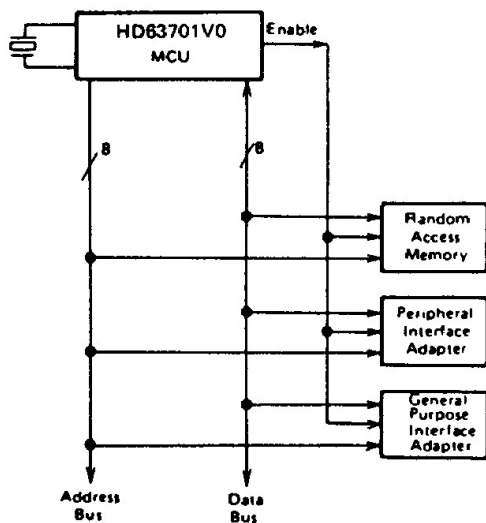 HD63701V0
MCU
Enable
8
8
Random
Access
Memory
Peripheral
Interface
Adapter
General
Purpose
Interface
Adapter
Address
Bus
Data
Bus